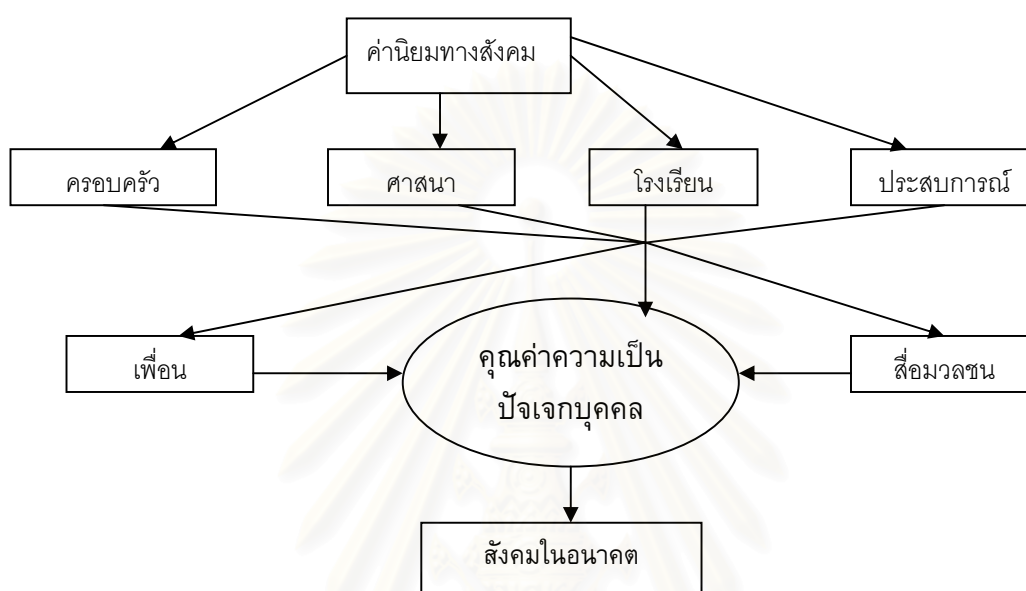 ค่านิยมทางสังคม
ครอบครัว
ศาสนา
โรงเรียน
ประสบการณ์
เพื่อน
คุณค่าความเป็น
ปัจเจกบุคคล
สื่อมวลชน
สังคมในอนาคต